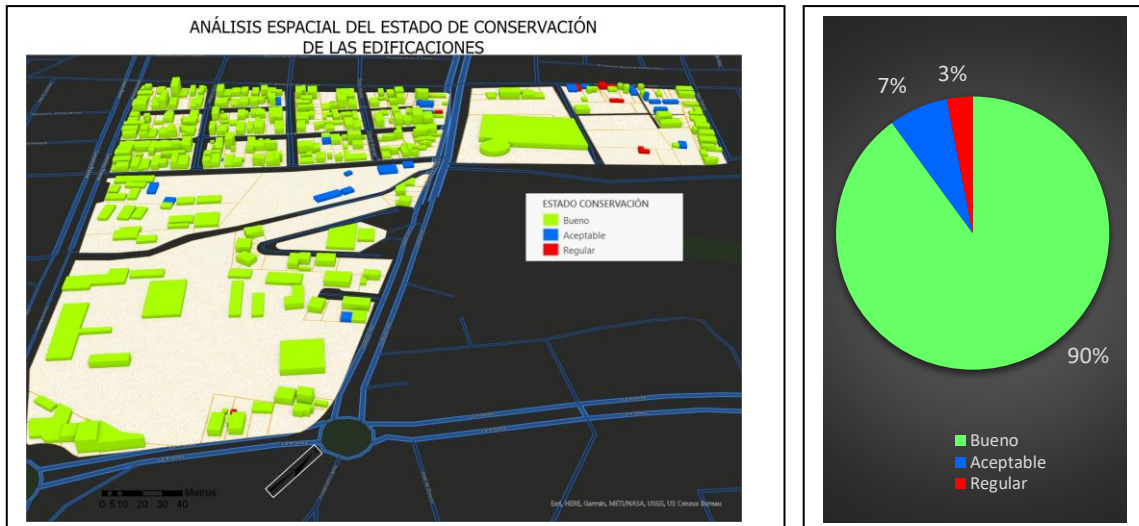 ANÁLISIS ESPACIAL DEL ESTADO DE CONSERVACIÓN
DE LAS EDIFICACIONES
ESTADO CONSERVACIÓN
Bueno
Aceptable
Regular
Metros
0 5 10 20 30 40
Esri, HERE, Garmin, METI/NASA, USGS, US Census Bureau
7%
3%
90%
Bueno
Aceptable
Regular